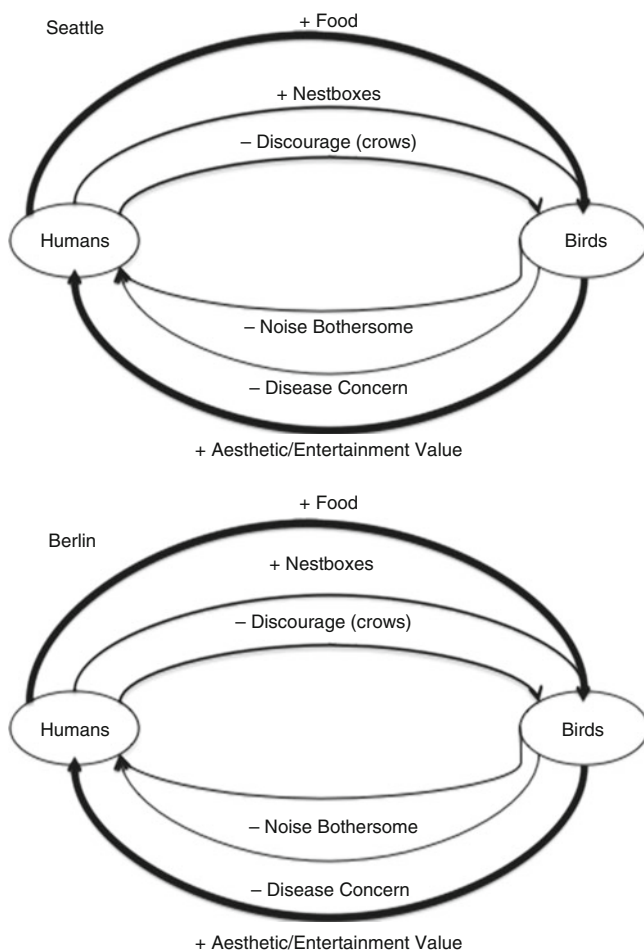 + Food
Seattle
+ Nestboxes
– Discourage (crows)
Humans
Birds
– Noise Bothersome
– Disease Concern
+ Aesthetic/Entertainment Value
+ Food
Berlin
+ Nestboxes
– Discourage (crows)
Humans
Birds
– Noise Bothersome
– Disease Concern
+ Aesthetic/Entertainment Value